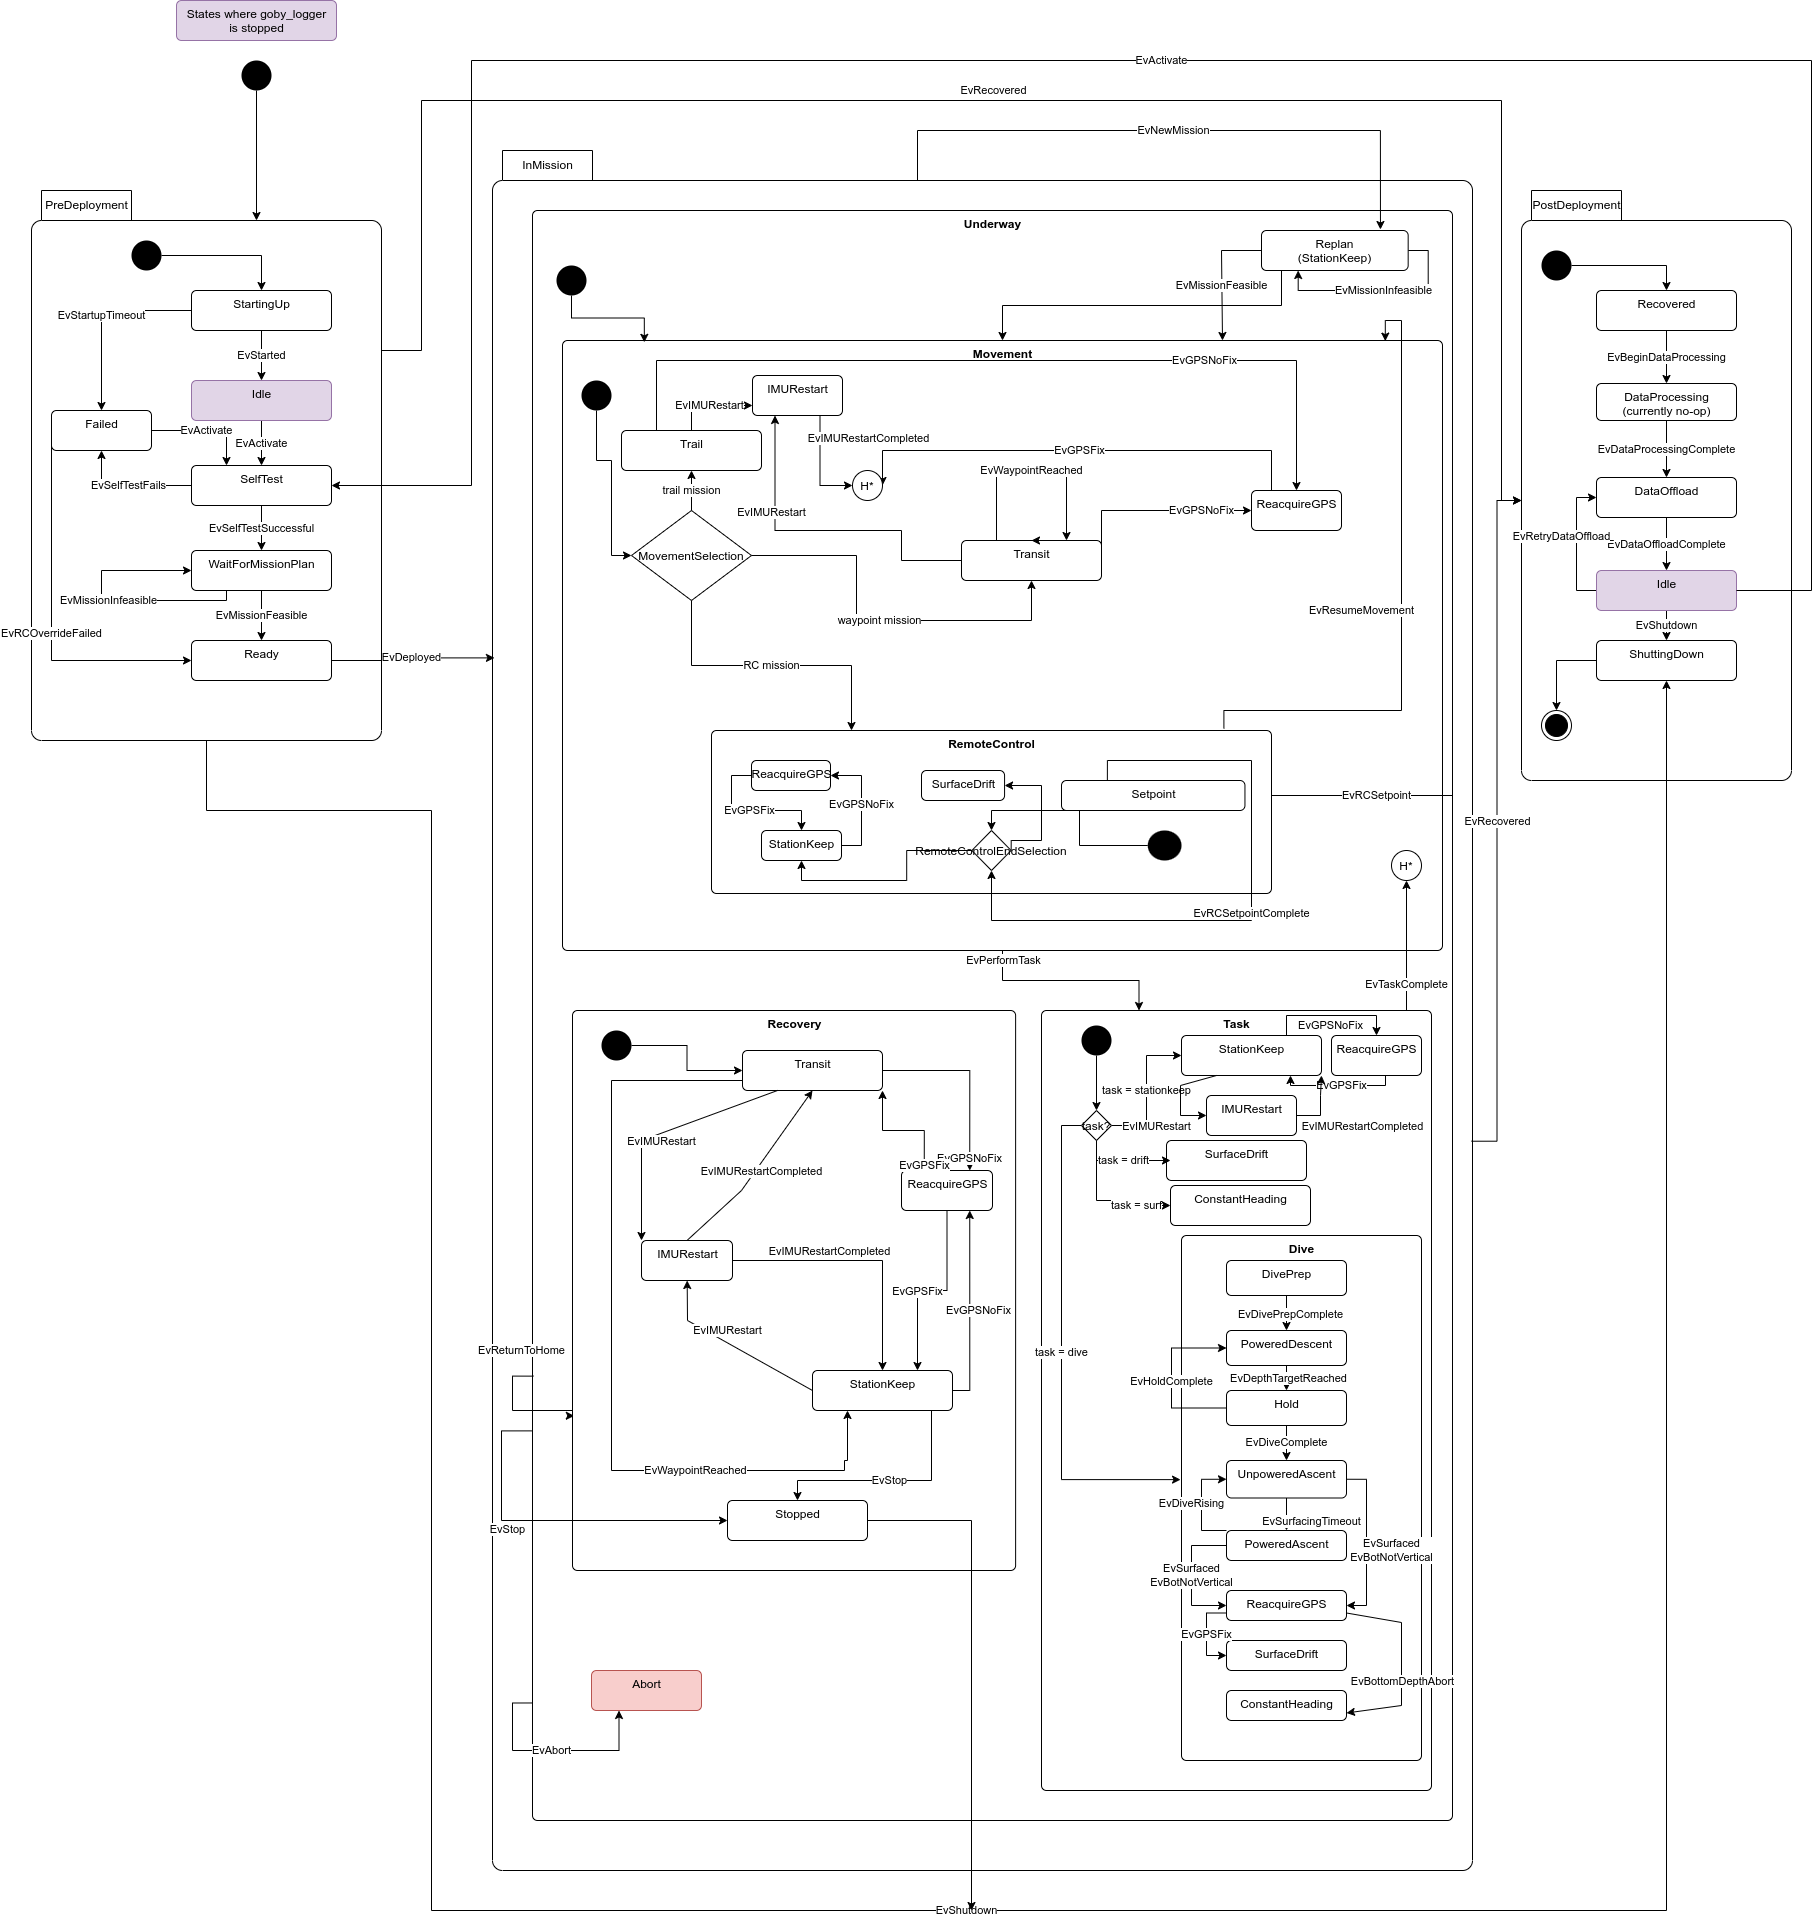 States where goby_logger
is stopped
EvActivate
EvRecovered
EvNewMission
InMission
PreDeployment
PostDeployment
StartingUp
EvStartupTimeout
EvStarted
Idle
Failed
EvActivate
EvActivate
SelfTest
EvSelfTestFails
EvSelfTestSuccessful
WaitForMissionPlan
EvMissionInfeasible
EvMissionFeasible
EvRCOverrideFailed
Ready
EvDeployed
Underway
Replan
(StationKeep)
EvMissionFeasible
EvMissionInfeasible
Movement
EvGPSNoFix
IMURestart
EvIMURestart
Trail
EvIMURestartCompleted
EvGPSFix
EvWaypointReached
trail mission
H*
ReacquireGPS
EvIMURestart
EvGPSNoFix
MovementSelection
Transit
EvResumeMovement
waypoint mission
RC mission
RemoteControl
ReacquireGPS
SurfaceDrift
Setpoint
EvGPSFix
EvGPSNoFix
StationKeep
RemoteControlEndSelection
EvRCSetpointComplete
EvRCSetpoint
EvRecovered
H*
EvPerformTask
EvTaskComplete
Recovered
EvBeginDataProcessing
DataProcessing
(currently no-op)
EvDataProcessingComplete
DataOffload
EvRetryDataOffload
EvDataOffloadComplete
Idle
EvShutdown
ShuttingDown
Recovery
Transit
EvIMURestart
EvIMURestartCompleted
EvGPSFix
EvGPSNoFix
ReacquireGPS
IMURestart
EvIMURestartCompleted
EvGPSFix
EvGPSNoFix
EvIMURestart
StationKeep
EvReturnToHome
EvWaypointReached
EvStop
Stopped
EvStop
Abort
EvAbort
Task
EvGPSNoFix
StationKeep
ReacquireGPS
EvGPSFix
task = stationkeep
IMURestart
task?
EvIMURestart
EvIMURestartCompleted
task = drift
SurfaceDrift
ConstantHeading
task = surf
Dive
DivePrep
EvDivePrepComplete
PoweredDescent
task = dive
EvHoldComplete
EvDepthTargetReached
Hold
EvDiveComplete
UnpoweredAscent
EvDiveRising
EvSurfacingTimeout
PoweredAscent
EvSurfaced
EvBotNotVertical
EvSurfaced
EvBotNotVertical
ReacquireGPS
EvGPSFix
SurfaceDrift
EvBottomDepthAbort
ConstantHeading
EvShutdown